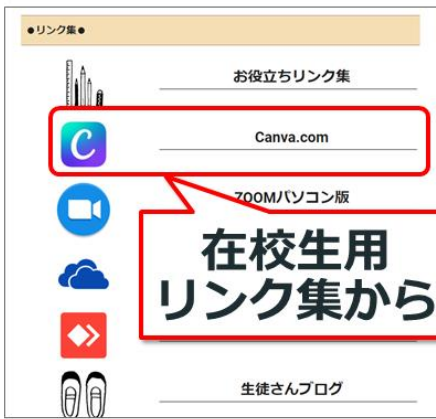 ●リンク集●
お役立ちリンク集
C
Canva.com
ZOOMパソコン版
在校生用
リンク集から
生徒さんブログ